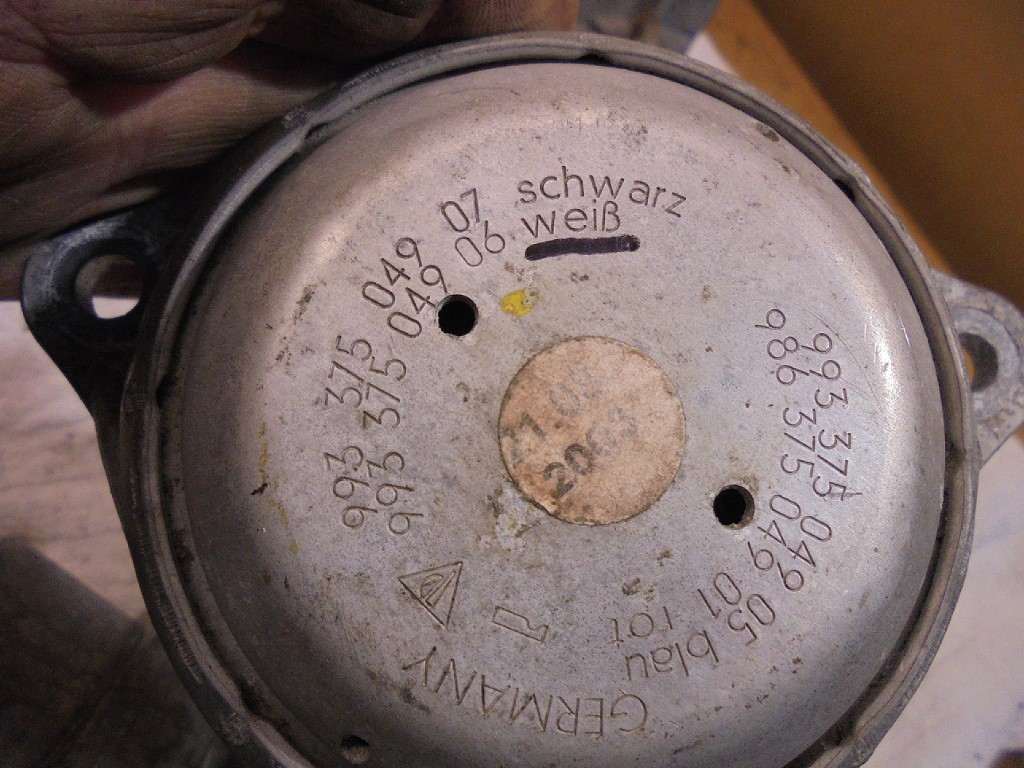 993 375 049 07 schwarz
993 375 049 06 weiß
993 375 049 05 blau
986 375 049 01 rot
GERMANY
2003